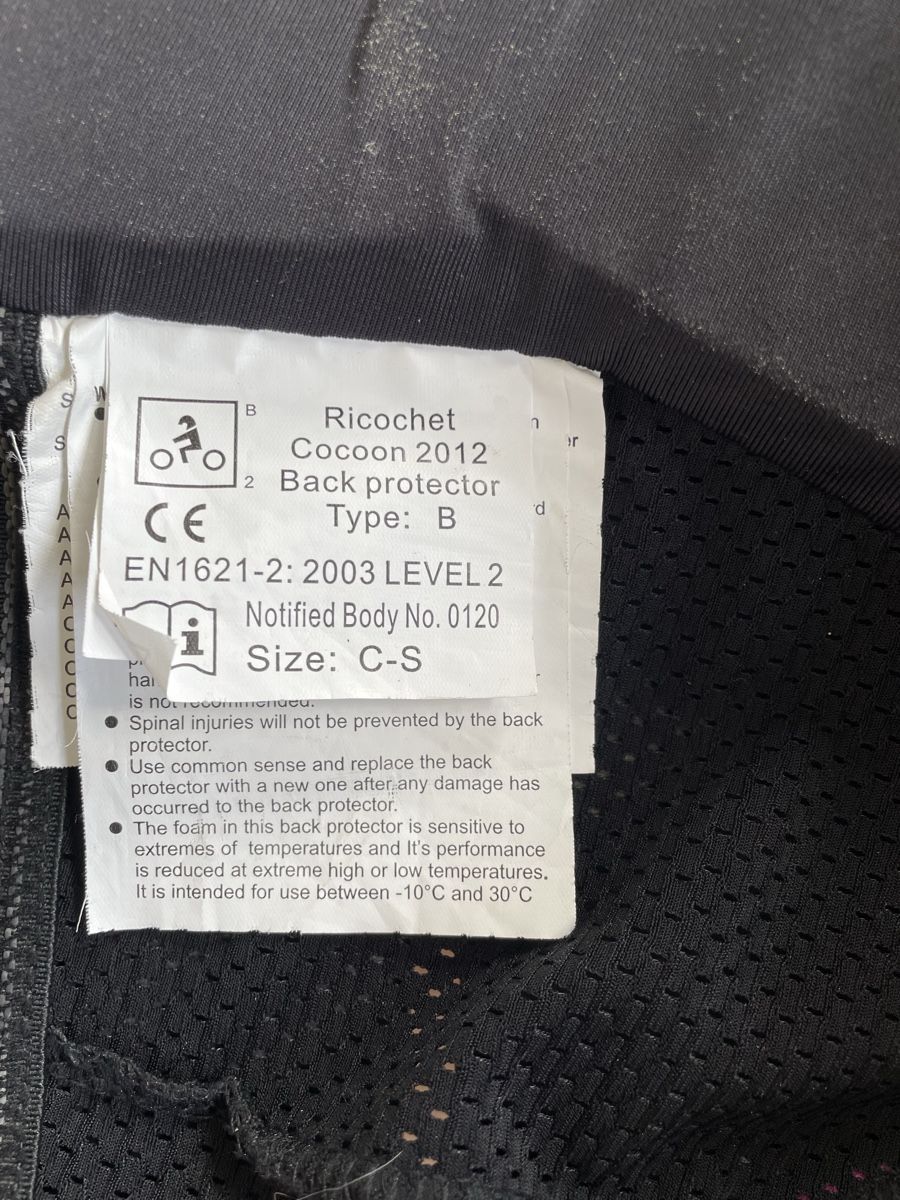 B
2
Ricochet
Cocoon 2012
Back protector
Type: B
CE
EN1621-2: 2003 LEVEL 2
Notified Body No. 0120
Size: C-S
is not recommended.
● Spinal injuries will not be prevented by the back
protector.
● Use common sense and replace the back
protector with a new one after any damage has
occurred to the back protector.
● The foam in this back protector is sensitive to
extremes of temperatures and It's performance
is reduced at extreme high or low temperatures.
It is intended for use between -10°C and 30°C